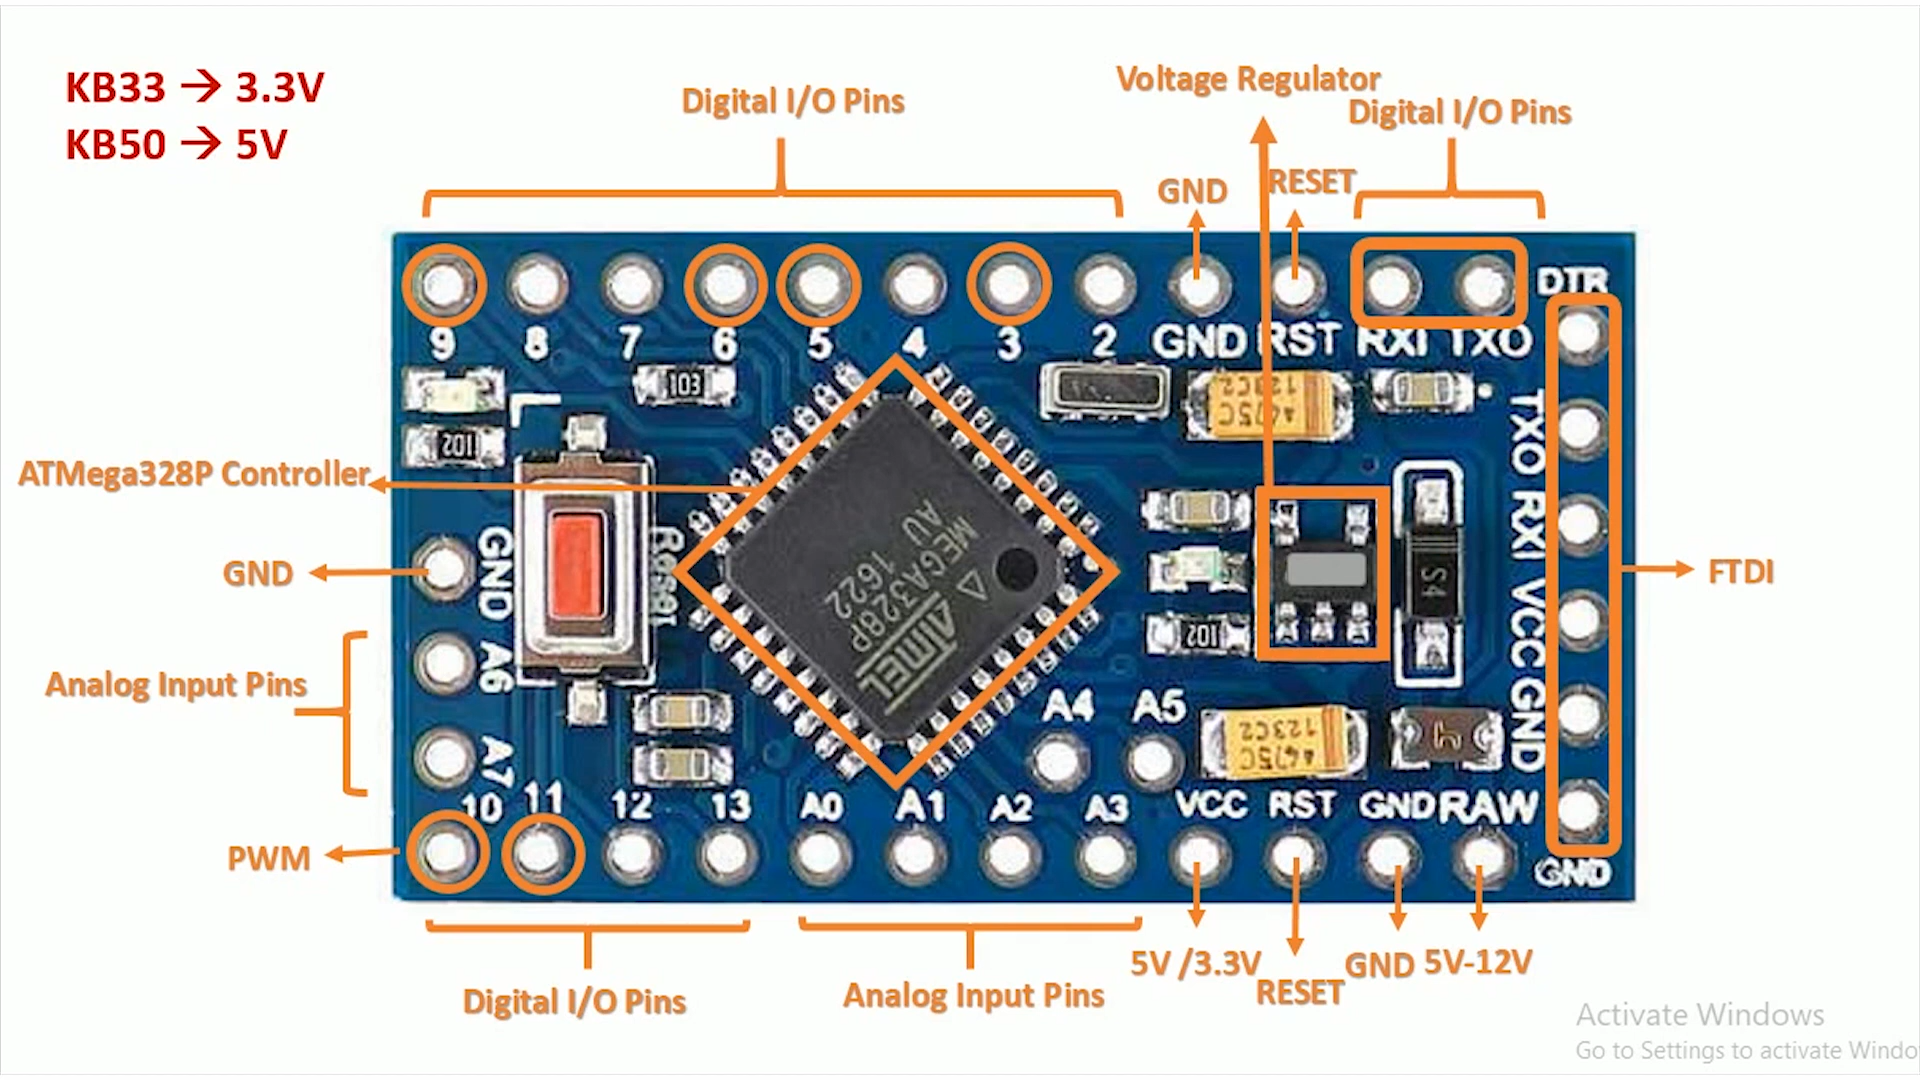 KB33 → 3.3V
KB50 → 5V
Voltage Regulator
Digital I/O Pins
Digital I/O Pins
GND
RESET
DTR
9 8 7 6 5 4 3 2 GND RST RXI TXO
103
123C2
447SC
L
201
TXO RXI VCC GND
ATMega328P Controller
GND
GND A6 A7
Reset
MEGA328P
AU 1622
ATMEL
S4
102
FTDI
Analog Input Pins
A4 A5
123C2
447SC
10 11 12 13 A0 A1 A2 A3 VCC RST GND RAW
PWM
GND
5V /3.3V
RESET
GND
5V-12V
Digital I/O Pins
Analog Input Pins
Activate Windows
Go to Settings to activate Windo